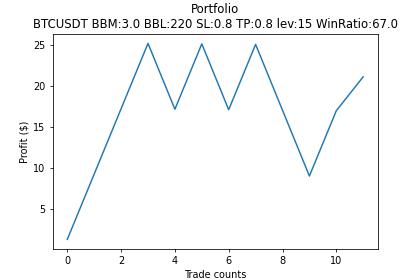 Portfolio
BTCUSDT BBM:3.0 BBL:220 SL:0.8 TP:0.8 lev:15 WinRatio:67.0
25
20
15
10
5
Profit ($)
0 2 4 6 8 10
Trade counts